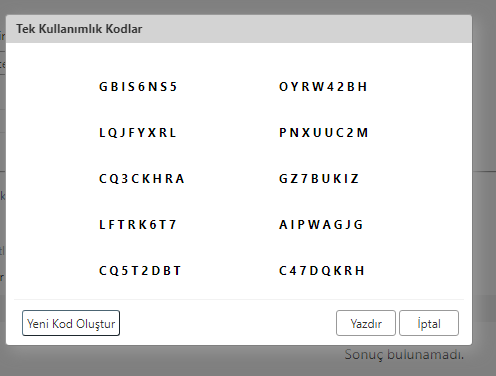 Tek Kullanımlık Kodlar
GBIS6NS5 OYRW42BH
LQJFYXRL PNXUUC2M
CQ3CKHRA GZ7BUKIZ
LFTRK6T7 AIPWAGJG
CQ5T2DBT C47DQKRH
Yeni Kod Oluştur Yazdır İptal
Sonuç bulunamadı.